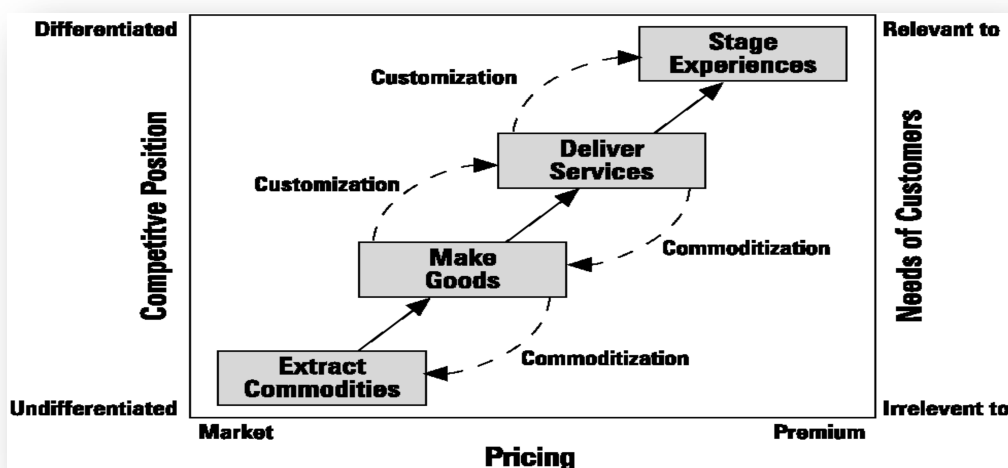 Differentiated
Relevant to
Stage
Experiences
Customization
Deliver
Services
Competitve Position
Needs of Customers
Customization
Commoditization
Make
Goods
Commoditization
Extract
Commodities
Undifferentiated
Irrelevent to
Market
Premium
Pricing